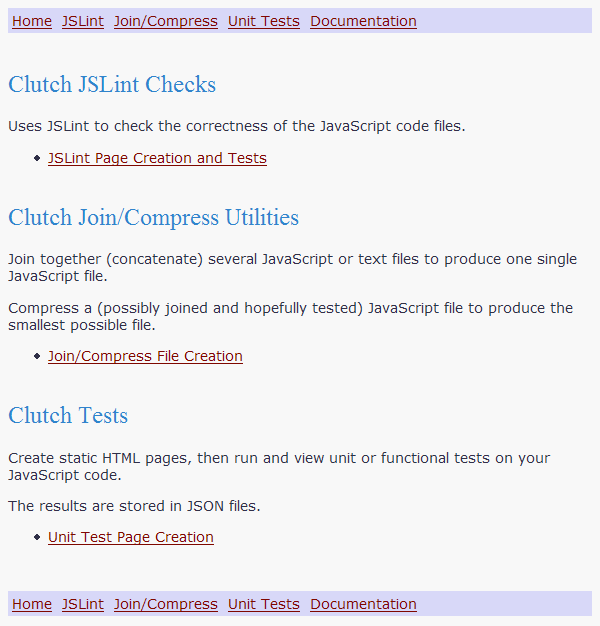 Home JSLint Join/Compress Unit Tests Documentation
Clutch JSLint Checks
Uses JSLint to check the correctness of the JavaScript code files.
JSLint Page Creation and Tests
Clutch Join/Compress Utilities
Join together (concatenate) several JavaScript or text files to produce one single
JavaScript file.
Compress a (possibly joined and hopefully tested) JavaScript file to produce the
smallest possible file.
Join/Compress File Creation
Clutch Tests
Create static HTML pages, then run and view unit or functional tests on your
JavaScript code.
The results are stored in JSON files.
Unit Test Page Creation
Home JSLint Join/Compress Unit Tests Documentation